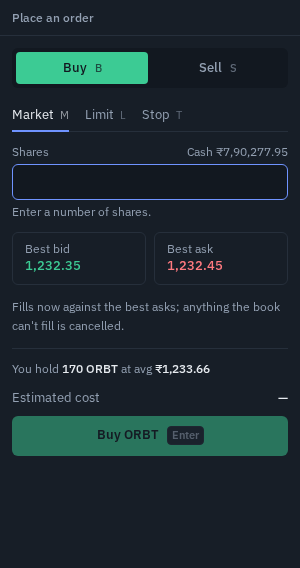 Place an order
Buy B Sell S
Market M Limit L Stop T
Shares Cash ₹7,90,277.95
Enter a number of shares.
Best bid Best ask
1,232.35 1,232.45
Fills now against the best asks; anything the book
can't fill is cancelled.
You hold 170 ORBT at avg ₹1,233.66
Estimated cost —
Buy ORBT Enter